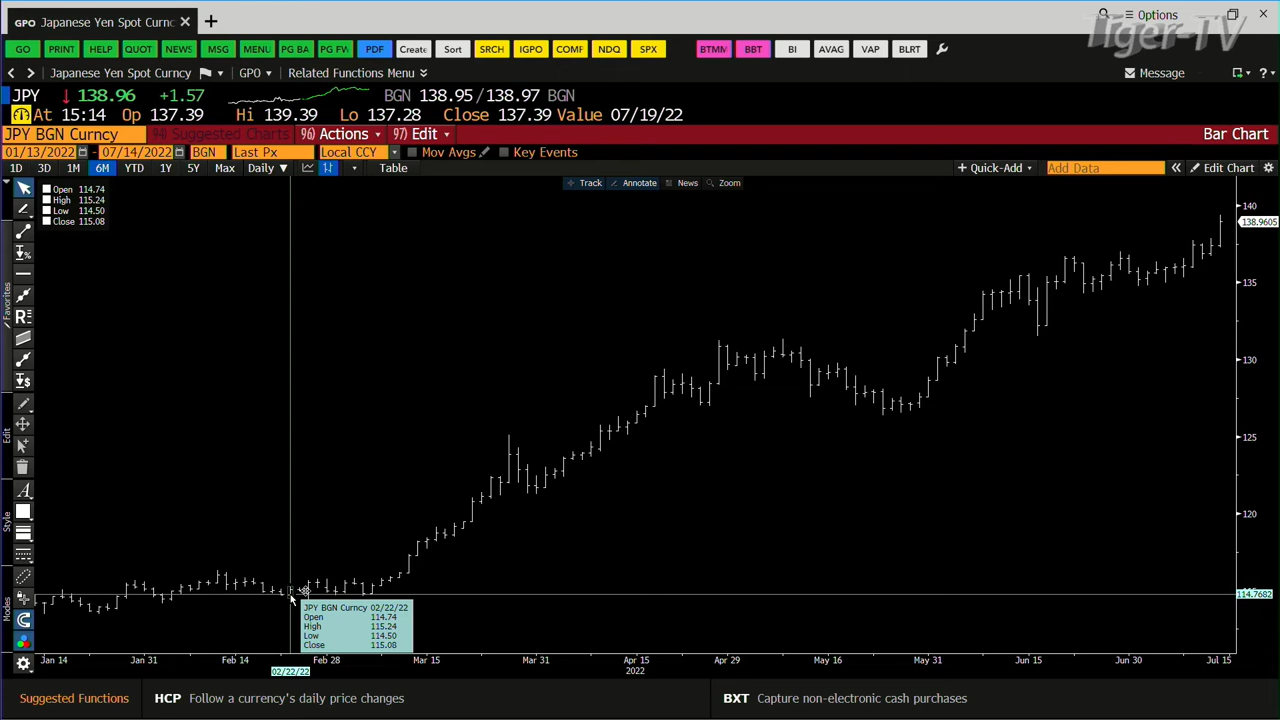 GPO Japanese Yen Spot Curnc
Options
Tiger-TV
GO PRINT HELP QUOT NEWS MSG MENU PG BA PG FW PDF Create Sort SRCH IGPO COMF NDQ SPX BTMM BBT BI AVAG VAP BLRT
Japanese Yen Spot Curncy GPO Related Functions Menu Message ?
JPY 138.96 +1.57 BGN 138.95/138.97 BGN
At 15:14 Op 137.39 Hi 139.39 Lo 137.28 Close 137.39 Value 07/19/22
JPY BGN Curncy 94) Suggested Charts 96) Actions 97) Edit Bar Chart
01/13/2022 - 07/14/2022 BGN Last Px Local CCY Mov Avgs Key Events
1D 3D 1M 6M YTD 1Y 5Y Max Daily Table + Quick-Add Add Data Edit Chart
Track Annotate News Zoom
Open 114.74
High 115.24
Low 114.50
Close 115.08
Favorites
Edit
Style
Modes
140
138.9605
135
130
125
120
114.7682
JPY BGN Curncy 02/22/22
Open 114.74
High 115.24
Low 114.50
Close 115.08
Jan 14 Jan 31 Feb 14 Feb 28 Mar 15 Mar 31 Apr 15 Apr 29 May 16 May 31 Jun 15 Jun 30 Jul 15
02/22/22
2022
Suggested Functions HCP Follow a currency's daily price changes BXT Capture non-electronic cash purchases